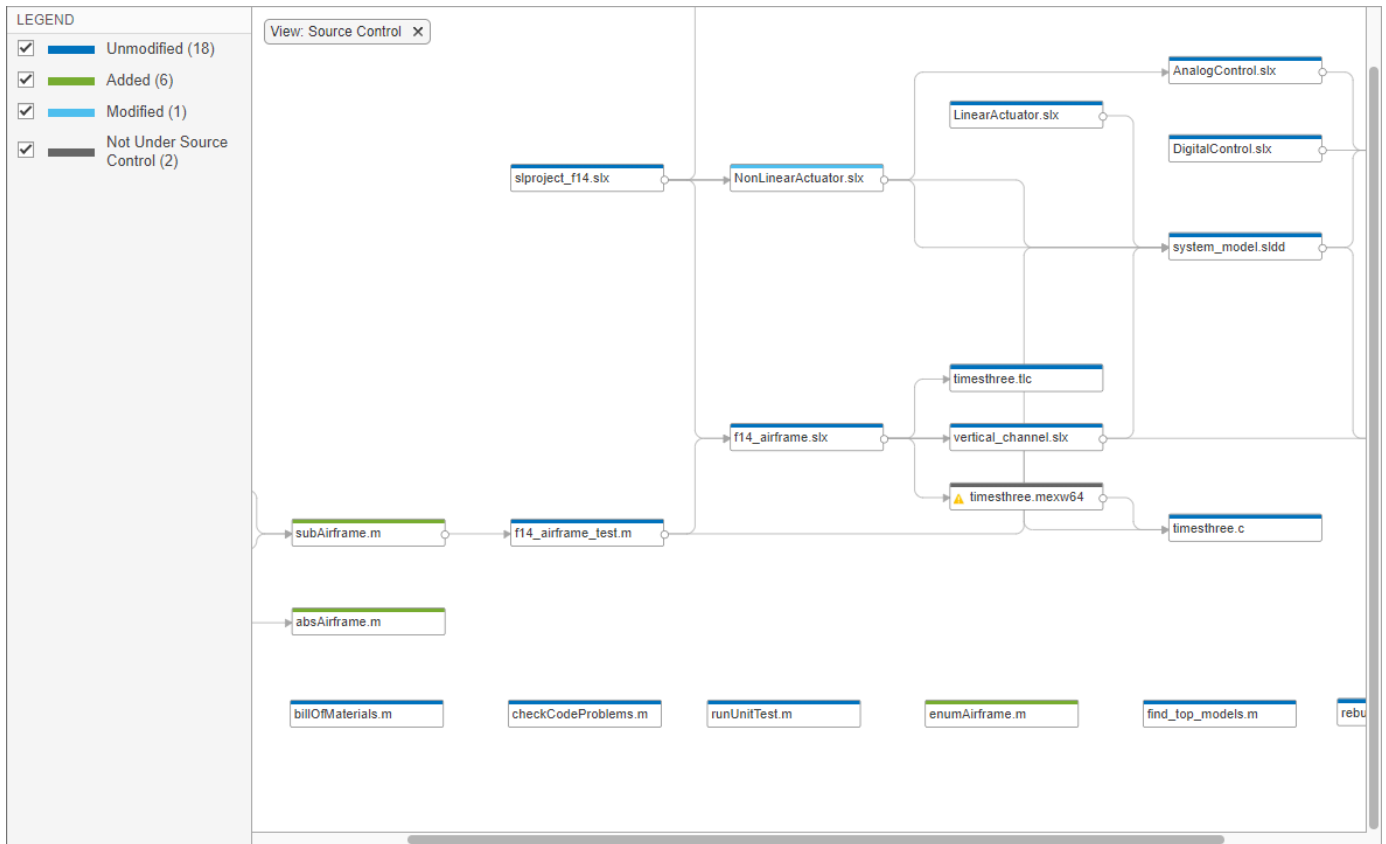 LEGEND
Unmodified (18)
Added (6)
Modified (1)
Not Under Source
Control (2)
View: Source Control
AnalogControl.slx
LinearActuator.slx
DigitalControl.slx
slproject_f14.slx
NonLinearActuator.slx
system_model.sldd
timesthree.tlc
f14_airframe.slx
vertical_channel.slx
timesthree.mexw64
subAirframe.m
f14_airframe_test.m
timesthree.c
absAirframe.m
billOfMaterials.m
checkCodeProblems.m
runUnitTest.m
enumAirframe.m
find_top_models.m
rebu